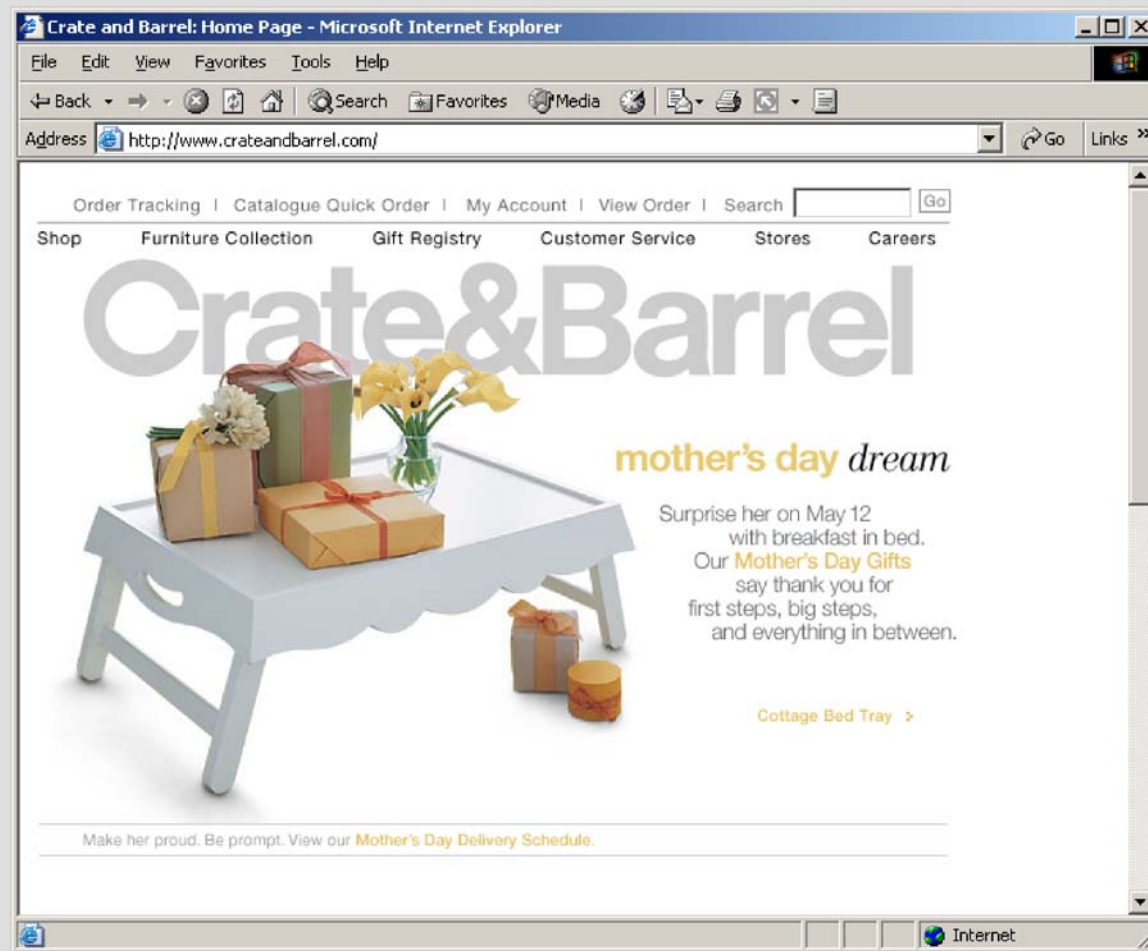 Crate and Barrel: Home Page - Microsoft Internet Explorer
File Edit View Favorites Tools Help
Back Search Favorites Media
Address http://www.crateandbarrel.com/ Go Links »
Order Tracking | Catalogue Quick Order | My Account | View Order | Search Go
Shop Furniture Collection Gift Registry Customer Service Stores Careers
Crate&Barrel
mother's day dream
Surprise her on May 12
with breakfast in bed.
Our Mother's Day Gifts
say thank you for
first steps, big steps,
and everything in between.
Cottage Bed Tray >
Make her proud. Be prompt. View our Mother's Day Delivery Schedule.
Internet